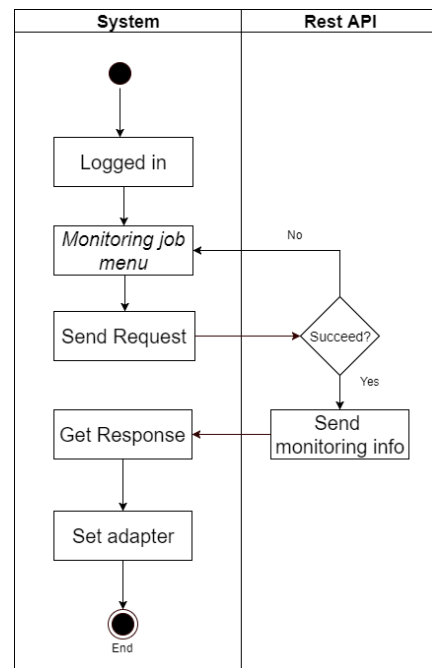 System
Rest API
Logged in
Monitoring job
menu
No
Send Request
Succeed?
Yes
Get Response
Send
monitoring info
Set adapter
End